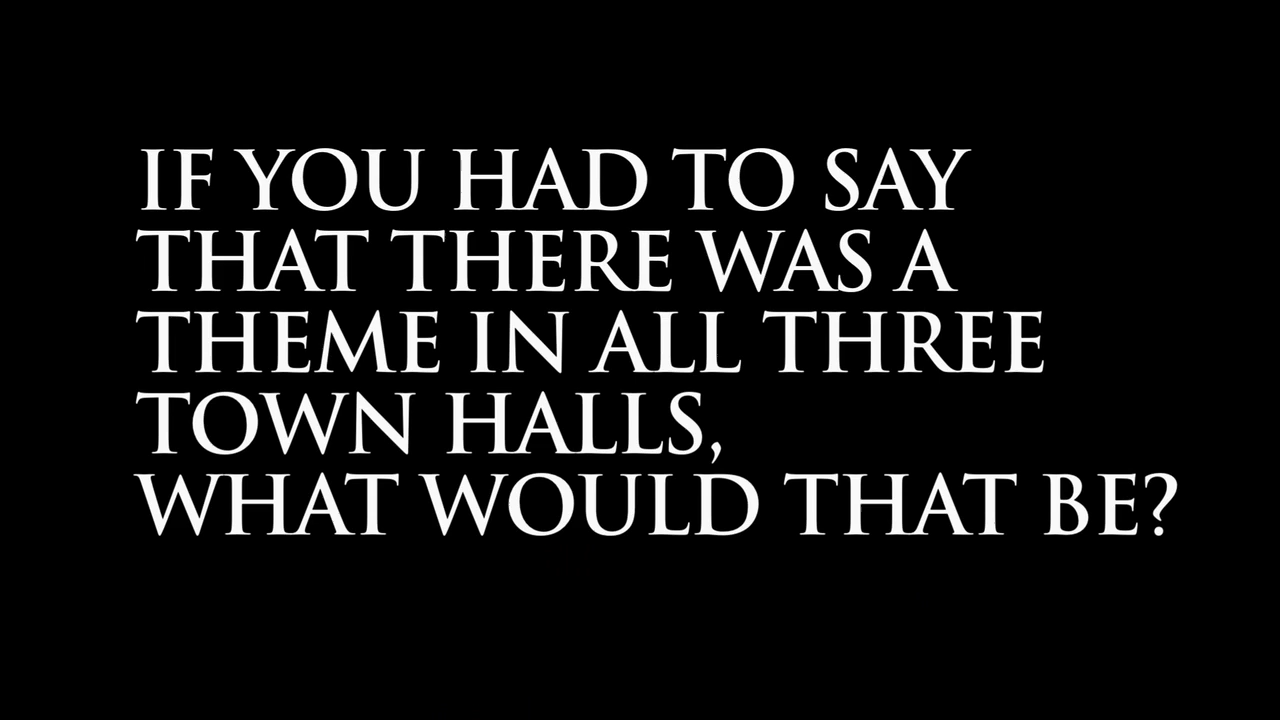 IF YOU HAD TO SAY
THAT THERE WAS A
THEME IN ALL THREE
TOWN HALLS,
WHAT WOULD THAT BE?